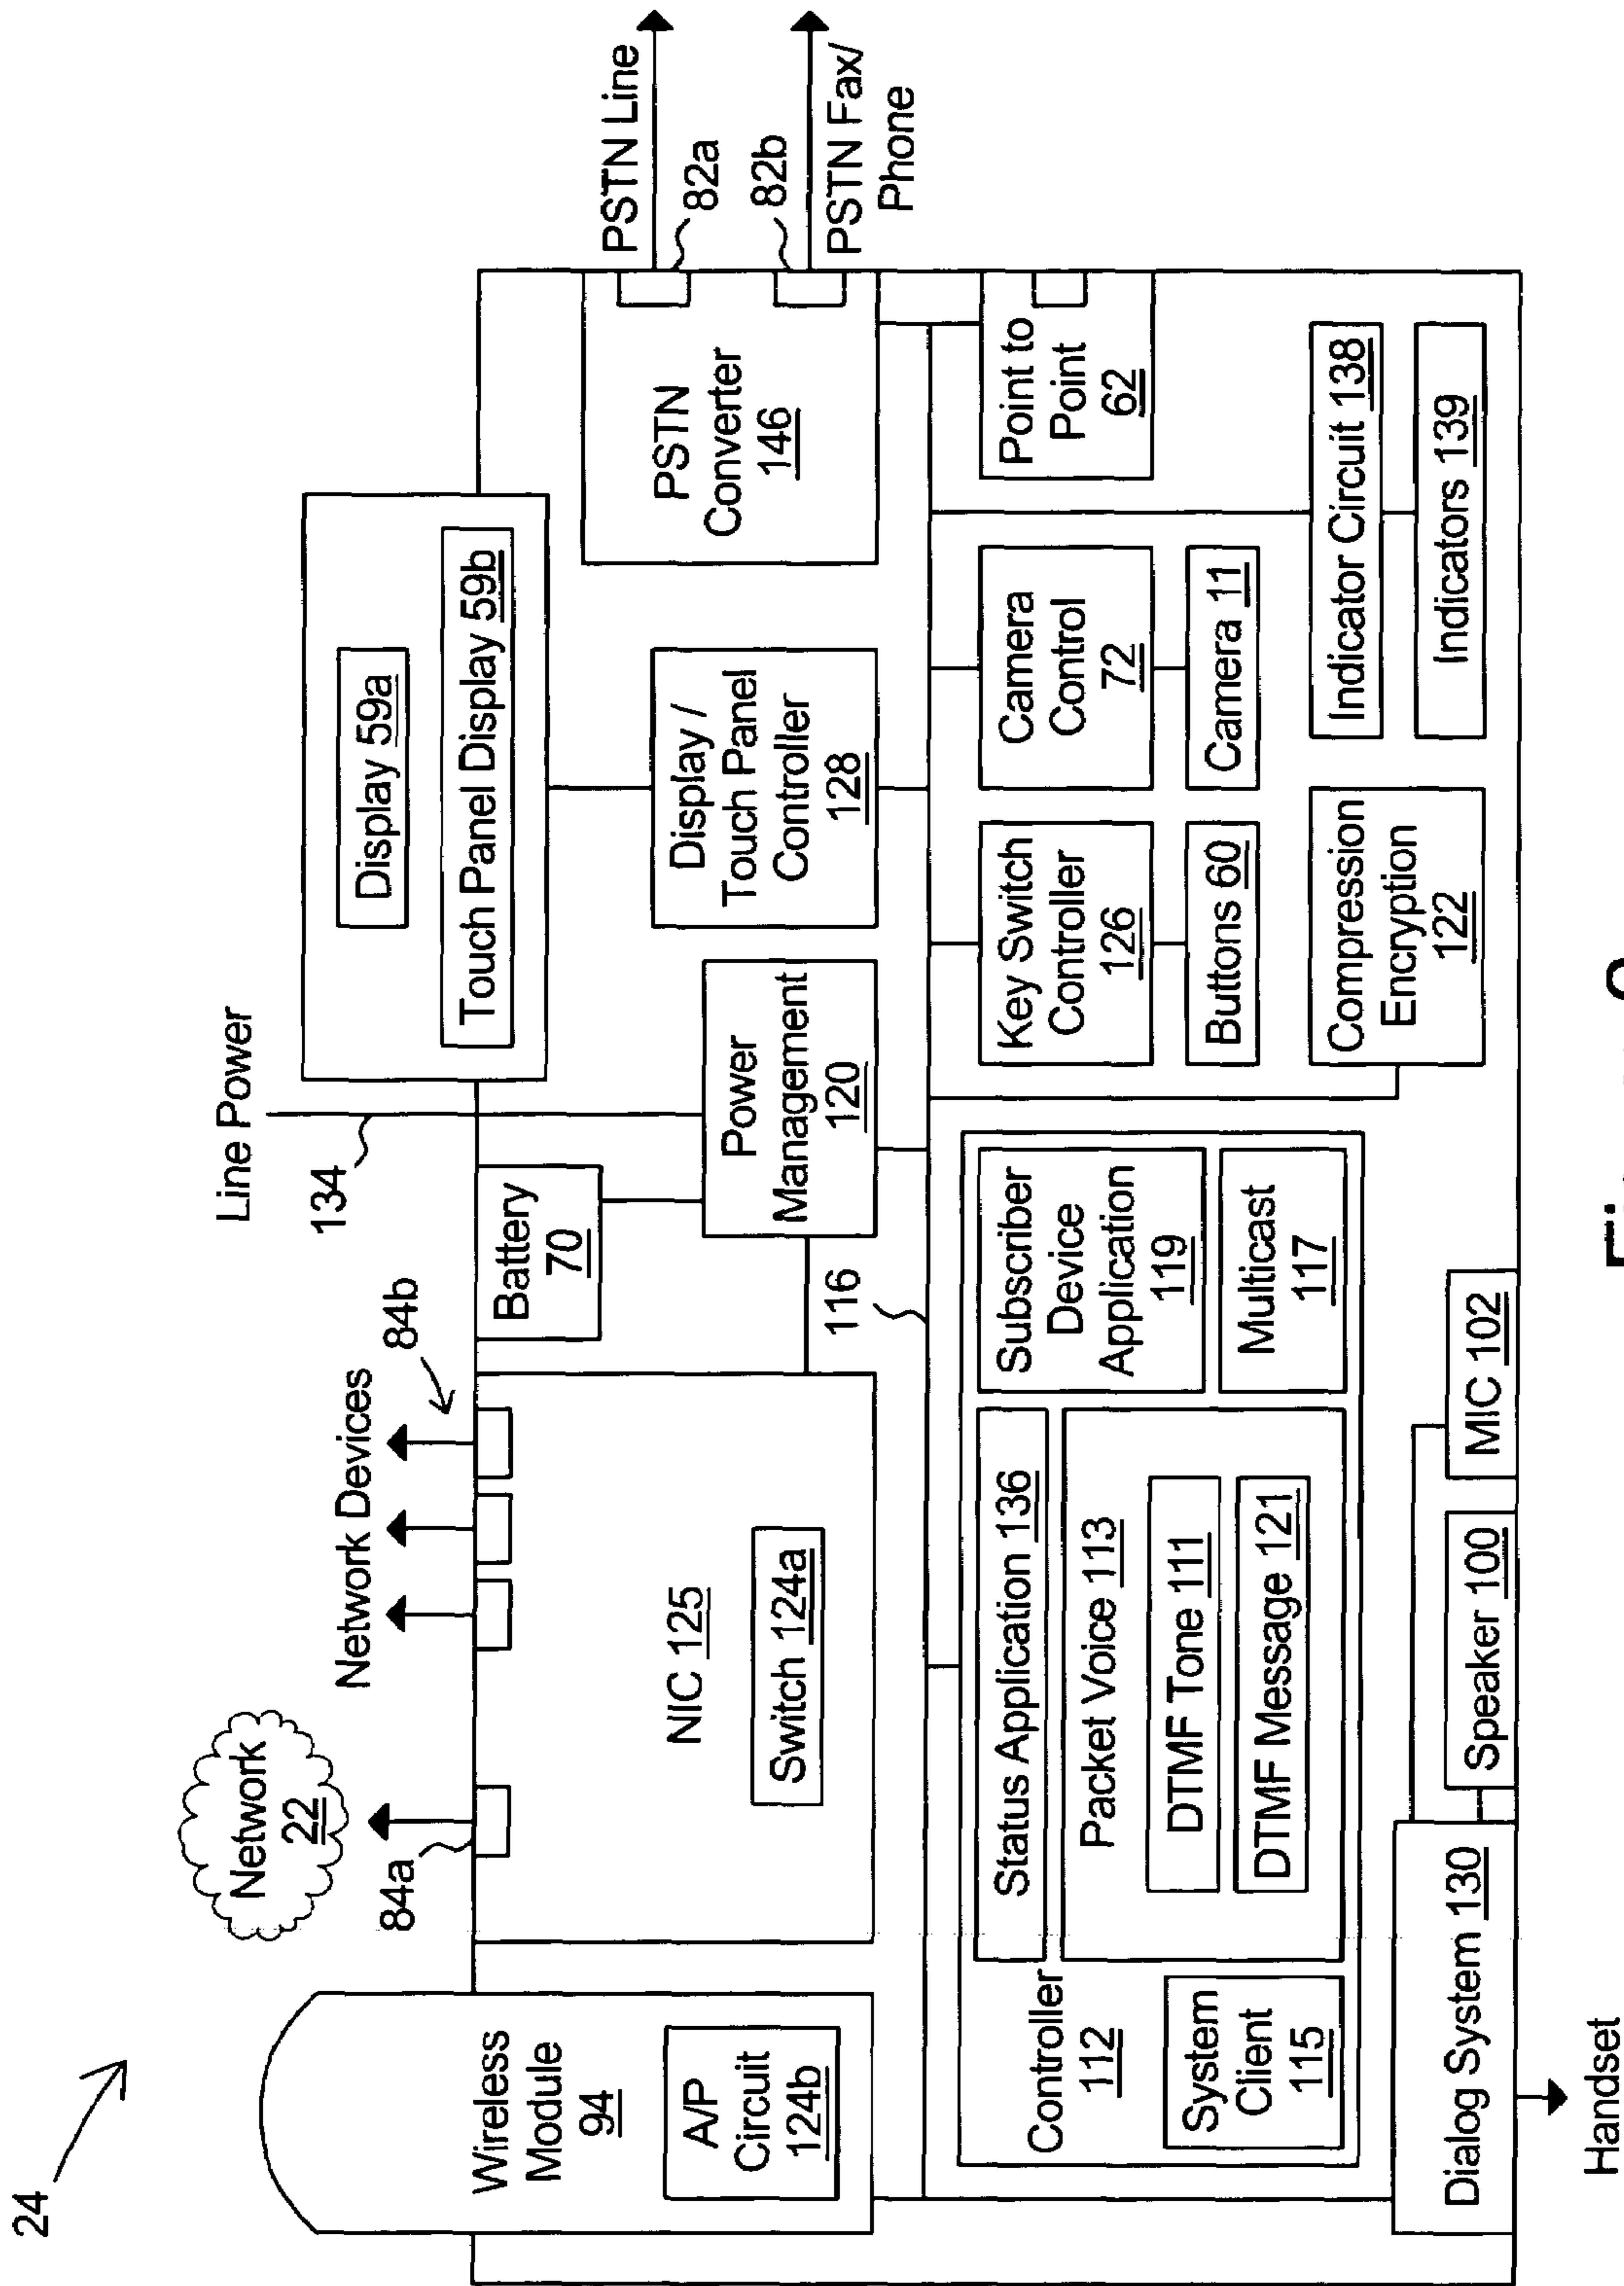 24
Network
22
Network Devices
Line Power
134
84a
84b
Display 59a
Touch Panel Display 59b
Wireless
Module
94
A/P
Circuit
124b
NIC 125
Switch 124a
Battery
70
Power
Management
120
Display /
Touch Panel
Controller
128
PSTN
Converter
146
PSTN Line
82a
82b
PSTN Fax/
Phone
116
Controller
112
System
Client
115
Status Application 136
Packet Voice 113
DTMF Tone 111
DTMF Message 121
Subscriber
Device
Application
119
Multicast
117
Key Switch
Controller
126
Buttons 60
Camera
Control
72
Camera 11
Point to
Point
62
Compression
Encryption
122
Indicator Circuit 138
Indicators 139
Dialog System 130
Speaker 100
MIC 102
Handset